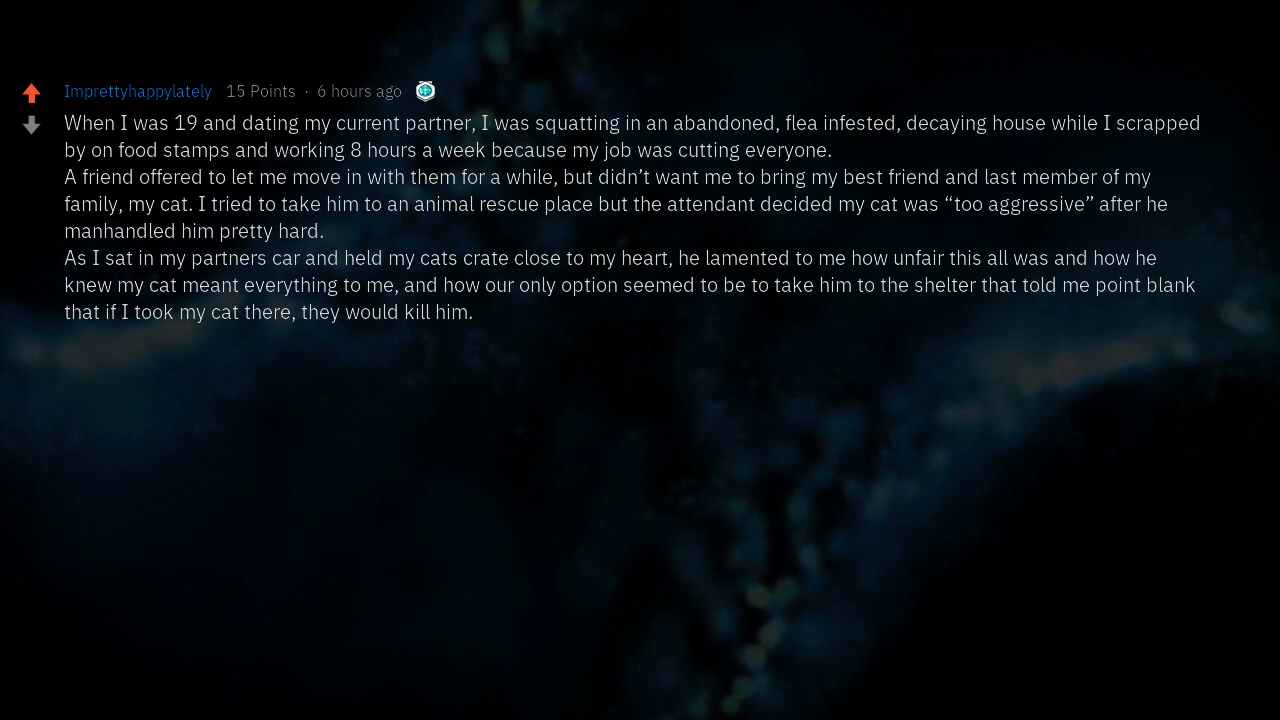 Imprettyhappylately 15 Points · 6 hours ago
When I was 19 and dating my current partner, I was squatting in an abandoned, flea infested, decaying house while I scrapped
by on food stamps and working 8 hours a week because my job was cutting everyone.
A friend offered to let me move in with them for a while, but didn’t want me to bring my best friend and last member of my
family, my cat. I tried to take him to an animal rescue place but the attendant decided my cat was “too aggressive” after he
manhandled him pretty hard.
As I sat in my partners car and held my cats crate close to my heart, he lamented to me how unfair this all was and how he
knew my cat meant everything to me, and how our only option seemed to be to take him to the shelter that told me point blank
that if I took my cat there, they would kill him.